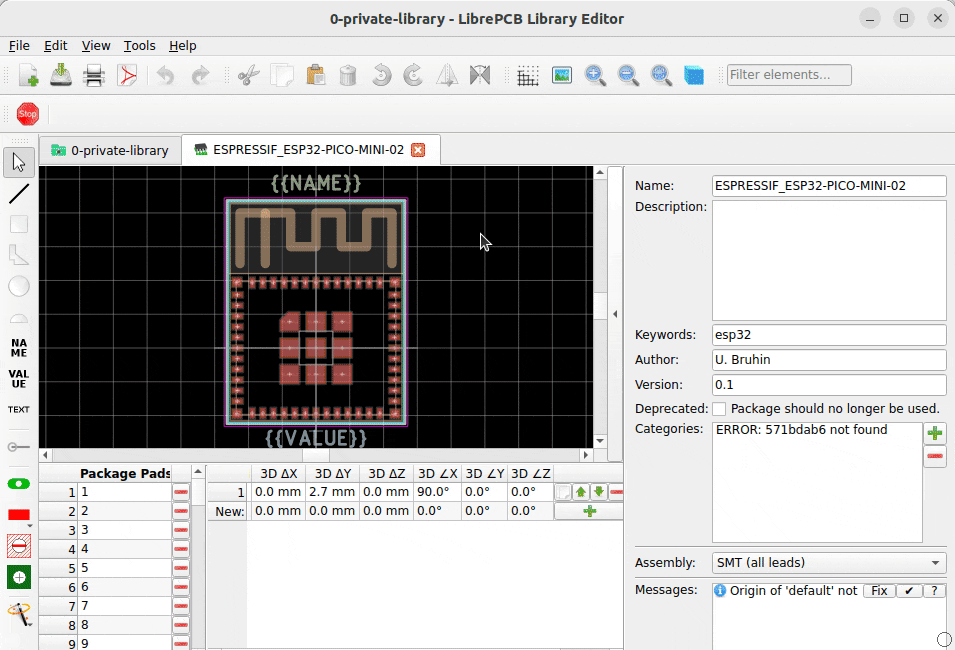 0-private-library - LibrePCB Library Editor
File Edit View Tools Help
Filter elements...
Stop
0-private-library
ESPRESSIF_ESP32-PICO-MINI-02
NA
ME
VAL
UE
TEXT
{{NAME}}
{{VALUE}}
Name: ESPRESSIF_ESP32-PICO-MINI-02
Description:
Keywords: esp32
Author: U. Bruhin
Version: 0.1
Deprecated: Package should no longer be used.
Categories: ERROR: 571bdab6 not found
Assembly: SMT (all leads)
Messages: Origin of 'default' not Fix ✔ ?
Package Pads
1 1
2 2
3 3
4 4
5 5
6 6
7 7
8 8
9 9
3D ΔX 3D ΔY 3D ΔZ 3D ∠X 3D ∠Y 3D ∠Z
1 0.0 mm 2.7 mm 0.0 mm 90.0° 0.0° 0.0°
New: 0.0 mm 0.0 mm 0.0 mm 0.0° 0.0° 0.0°